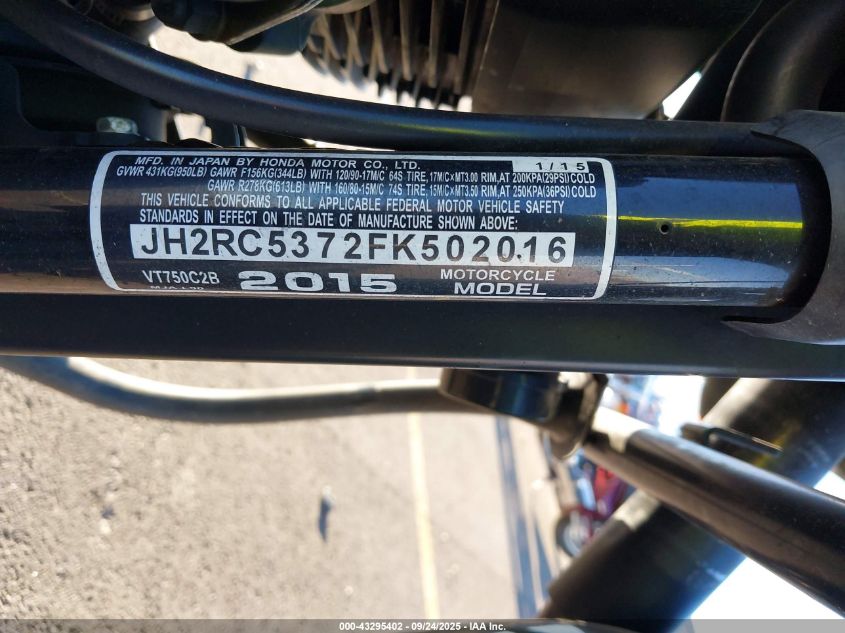 MFD. IN JAPAN BY HONDA MOTOR CO., LTD. 1/15
GVWR 431KG(950LB) GAWR F156KG(344LB) WITH 120/90-17M/C 64S TIRE,17M/C×MT3.00 RIM,AT 200KPA(29PSI)COLD
GAWR R278KG(613LB) WITH 160/80-15M/C 74S TIRE, 15M/C×MT3.50 RIM,AT 250KPA(36PSI)COLD
THIS VEHICLE CONFORMS TO ALL APPLICABLE FEDERAL MOTOR VEHICLE SAFETY
STANDARDS IN EFFECT ON THE DATE OF MANUFACTURE SHOWN ABOVE:
JH2RC5372FK502016
VT750C2B 2015 MOTORCYCLE
MODEL
000-43295402 - 09/24/2025 - IAA Inc.